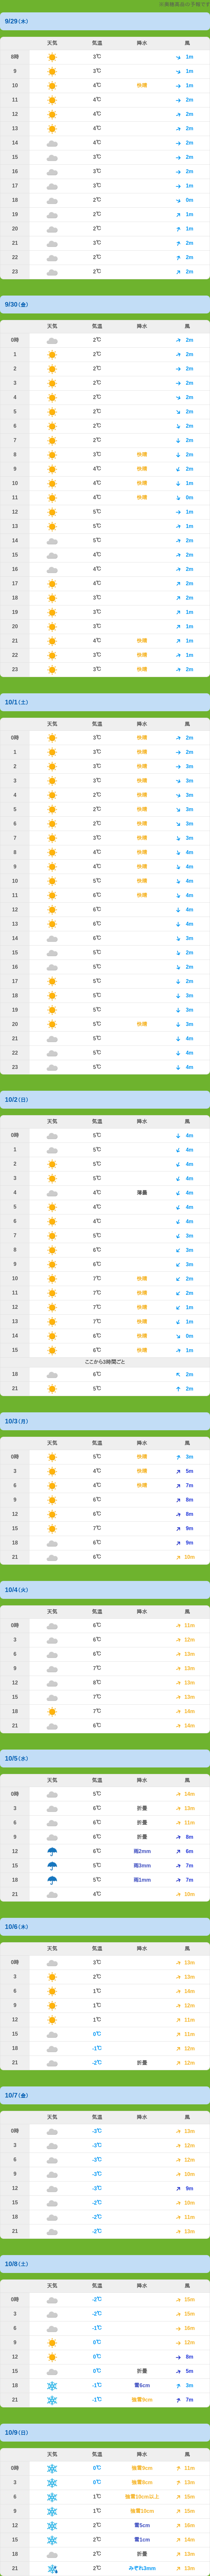 9/29(木)
天気 気温 降水 風
8時 3℃ 1m
9 3℃ 1m
10 4℃ 快晴 1m
11 4℃ 2m
12 4℃ 2m
13 4℃ 2m
14 4℃ 2m
15 3℃ 2m
16 3℃ 2m
17 3℃ 1m
18 2℃ 0m
19 2℃ 1m
20 2℃ 1m
21 3℃ 2m
22 2℃ 2m
23 2℃ 2m
9/30(金)
天気 気温 降水 風
0時 2℃ 2m
1 2℃ 2m
2 2℃ 2m
3 2℃ 2m
4 2℃ 2m
5 2℃ 2m
6 2℃ 2m
7 2℃ 2m
8 3℃ 快晴 2m
9 4℃ 快晴 2m
10 4℃ 快晴 1m
11 4℃ 快晴 0m
12 5℃ 1m
13 5℃ 1m
14 5℃ 2m
15 4℃ 2m
16 4℃ 2m
17 4℃ 2m
18 3℃ 2m
19 3℃ 1m
20 3℃ 1m
21 4℃ 快晴 1m
22 3℃ 快晴 1m
23 3℃ 快晴 2m
10/1(土)
天気 気温 降水 風
0時 3℃ 快晴 2m
1 3℃ 快晴 2m
2 3℃ 快晴 3m
3 3℃ 快晴 3m
4 2℃ 快晴 3m
5 2℃ 快晴 3m
6 2℃ 快晴 3m
7 3℃ 快晴 3m
8 4℃ 快晴 4m
9 4℃ 快晴 4m
10 5℃ 快晴 4m
11 6℃ 快晴 4m
12 6℃ 4m
13 6℃ 4m
14 6℃ 3m
15 5℃ 2m
16 5℃ 2m
17 5℃ 2m
18 5℃ 3m
19 5℃ 3m
20 5℃ 快晴 3m
21 5℃ 4m
22 5℃ 4m
23 5℃ 4m
10/2(日)
天気 気温 降水 風
0時 5℃ 4m
1 5℃ 4m
2 5℃ 4m
3 5℃ 4m
4 4℃ 薄曇 4m
5 4℃ 4m
6 4℃ 4m
7 5℃ 3m
8 6℃ 3m
9 6℃ 3m
10 7℃ 快晴 2m
11 7℃ 快晴 2m
12 7℃ 快晴 1m
13 7℃ 快晴 1m
14 6℃ 快晴 0m
15 6℃ 快晴 1m
ここから3時間ごと
18 6℃ 2m
21 5℃ 2m
10/3(月)
天気 気温 降水 風
0時 5℃ 快晴 3m
3 4℃ 快晴 5m
6 4℃ 快晴 7m
9 6℃ 8m
12 6℃ 8m
15 7℃ 9m
18 6℃ 9m
21 6℃ 10m
10/4(火)
天気 気温 降水 風
0時 6℃ 11m
3 6℃ 12m
6 6℃ 13m
9 7℃ 13m
12 8℃ 13m
15 7℃ 13m
18 7℃ 14m
21 6℃ 14m
10/5(水)
天気 気温 降水 風
0時 5℃ 14m
3 6℃ 折曇 13m
6 6℃ 折曇 11m
9 6℃ 折曇 8m
12 5℃ 雨2mm 6m
15 5℃ 雨3mm 7m
18 5℃ 雨1mm 7m
21 4℃ 10m
10/6(木)
天気 気温 降水 風
0時 3℃ 13m
3 2℃ 13m
6 1℃ 14m
9 1℃ 12m
12 1℃ 11m
15 0℃ 11m
18 -1℃ 12m
21 -2℃ 折曇 12m
10/7(金)
天気 気温 降水 風
0時 -3℃ 13m
3 -3℃ 12m
6 -3℃ 12m
9 -3℃ 10m
12 -3℃ 9m
15 -2℃ 10m
18 -2℃ 11m
21 -2℃ 13m
10/8(土)
天気 気温 降水 風
0時 -2℃ 15m
3 -2℃ 15m
6 -1℃ 16m
9 0℃ 12m
12 0℃ 8m
15 0℃ 折曇 5m
18 -1℃ 雪6cm 3m
21 -1℃ 強雪9cm 7m
10/9(日)
天気 気温 降水 風
0時 0℃ 強雪9cm 11m
3 0℃ 強雪8cm 13m
6 1℃ 強雪10cm以上 15m
9 1℃ 強雪10cm 15m
12 2℃ 雪5cm 16m
15 2℃ 雪1cm 14m
18 2℃ 折曇 13m
21 2℃ みぞれ3mm 13m